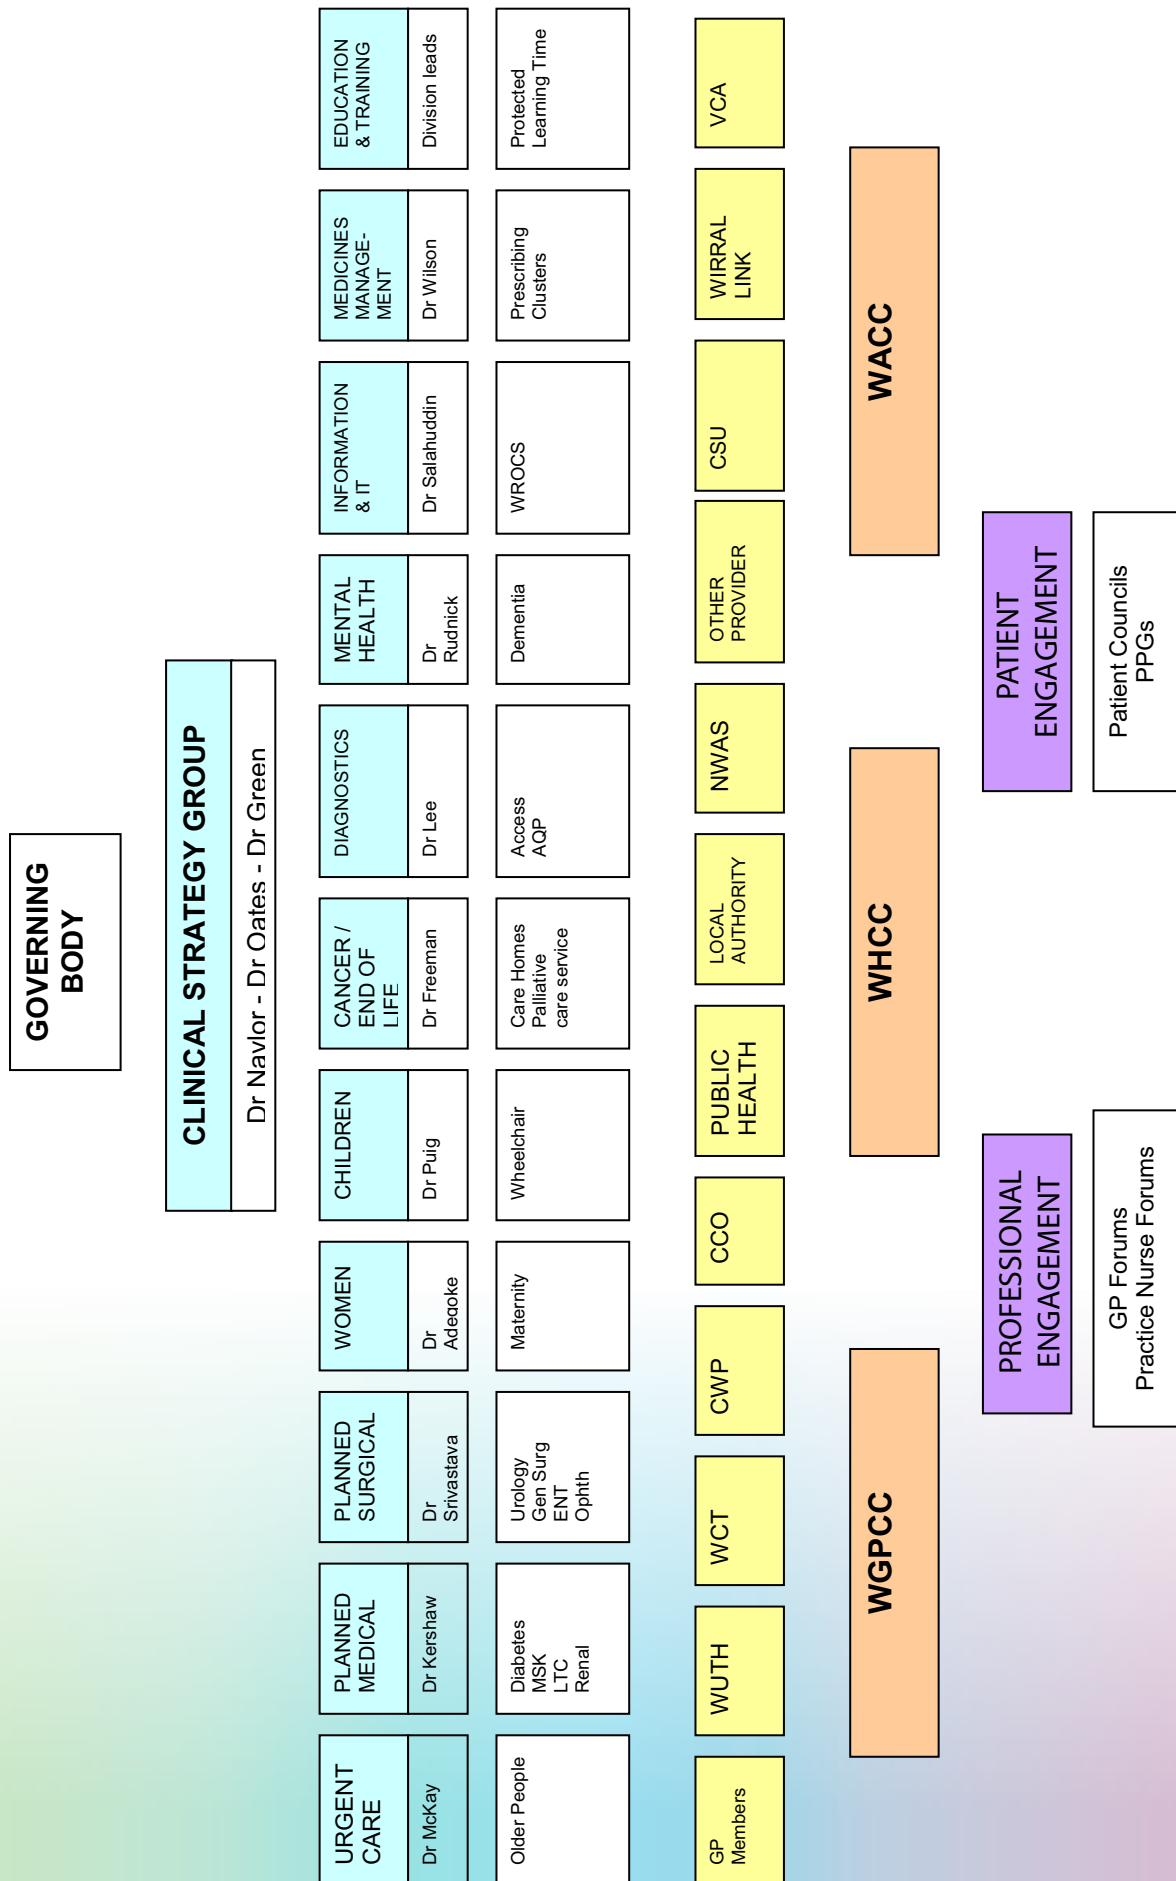 GOVERNING
BODY
CLINICAL STRATEGY GROUP
Dr Naylor - Dr Oates - Dr Green
URGENT
CARE
Dr McKay
Older People
PLANNED
MEDICAL
Dr Kershaw
Diabetes
MSK
LTC
Renal
PLANNED
SURGICAL
Dr
Srivastava
Urology
Gen Surg
ENT
Ophth
WOMEN
Dr
Adegoke
Maternity
CHILDREN
Dr Puig
Wheelchair
CANCER /
END OF
LIFE
Dr Freeman
Care Homes
Palliative
care service
DIAGNOSTICS
Dr Lee
Access
AQP
MENTAL
HEALTH
Dr
Rudnick
Dementia
INFORMATION
& IT
Dr Salahuddin
WROCS
MEDICINES
MANAGE-
MENT
Dr Wilson
Prescribing
Clusters
EDUCATION
& TRAINING
Division leads
Protected
Learning Time
GP
Members
WUTH
WCT
CWP
CCO
PUBLIC
HEALTH
LOCAL
AUTHORITY
NWAS
OTHER
PROVIDER
CSU
WIRRAL
LINK
VCA
WGPCC
WHCC
WACC
PROFESSIONAL
ENGAGEMENT
GP Forums
Practice Nurse Forums
PATIENT
ENGAGEMENT
Patient Councils
PPGs